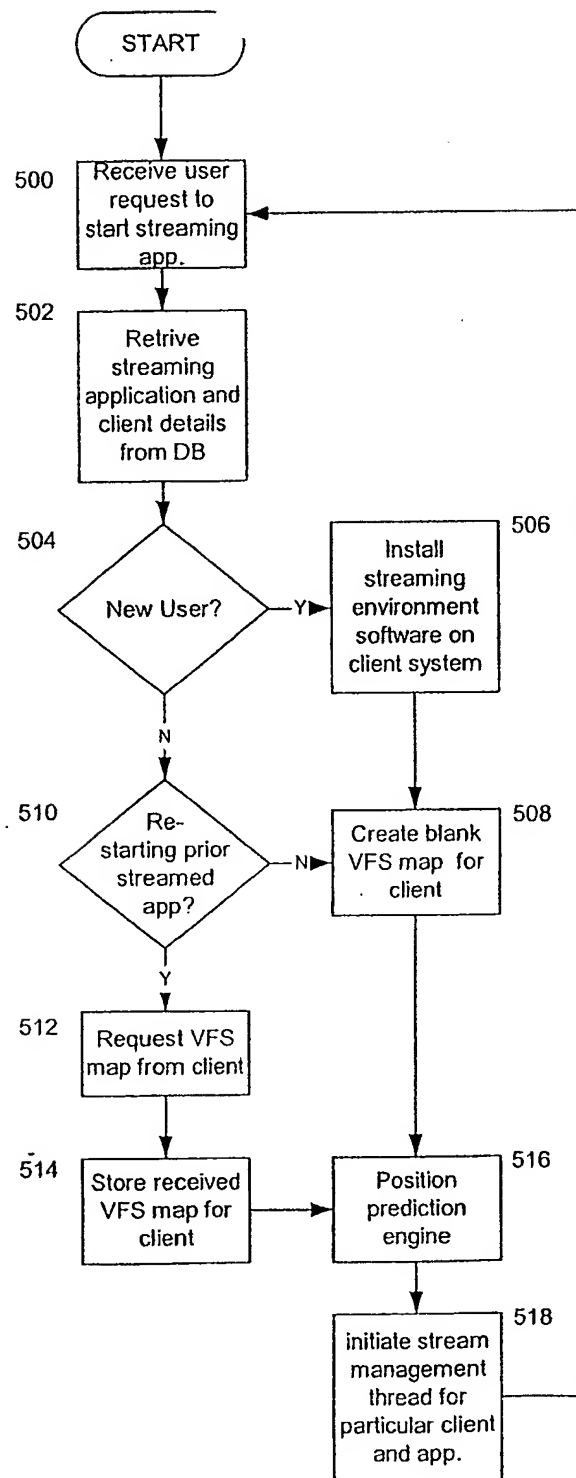 START
500
Receive user
request to
start streaming
app.
502
Retrive
streaming
application and
client details
from DB
504
New User?
Y
506
Install
streaming
environment
software on
client system
N
510
Re-
starting prior
streamed
app?
N
508
Create blank
VFS map for
client
Y
512
Request VFS
map from client
514
Store received
VFS map for
client
516
Position
prediction
engine
518
initiate stream
management
thread for
particular client
and app.